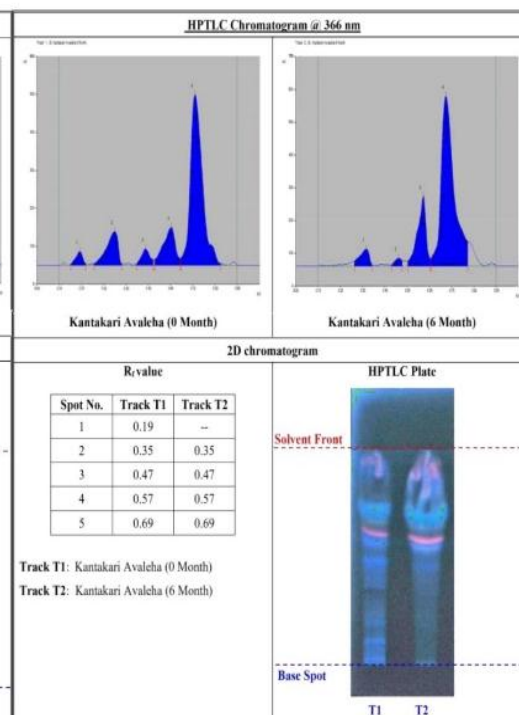 HPTLC Chromatogram @ 366 nm
Kantakari Avaleha (0 Month)
Kantakari Avaleha (6 Month)
2D chromatogram
Rf value
HPTLC Plate
Spot No. Track T1 Track T2
1 0.19 --
2 0.35 0.35
3 0.47 0.47
4 0.57 0.57
5 0.69 0.69
Track T1: Kantakari Avaleha (0 Month)
Track T2: Kantakari Avaleha (6 Month)
Solvent Front
Base Spot
T1 T2